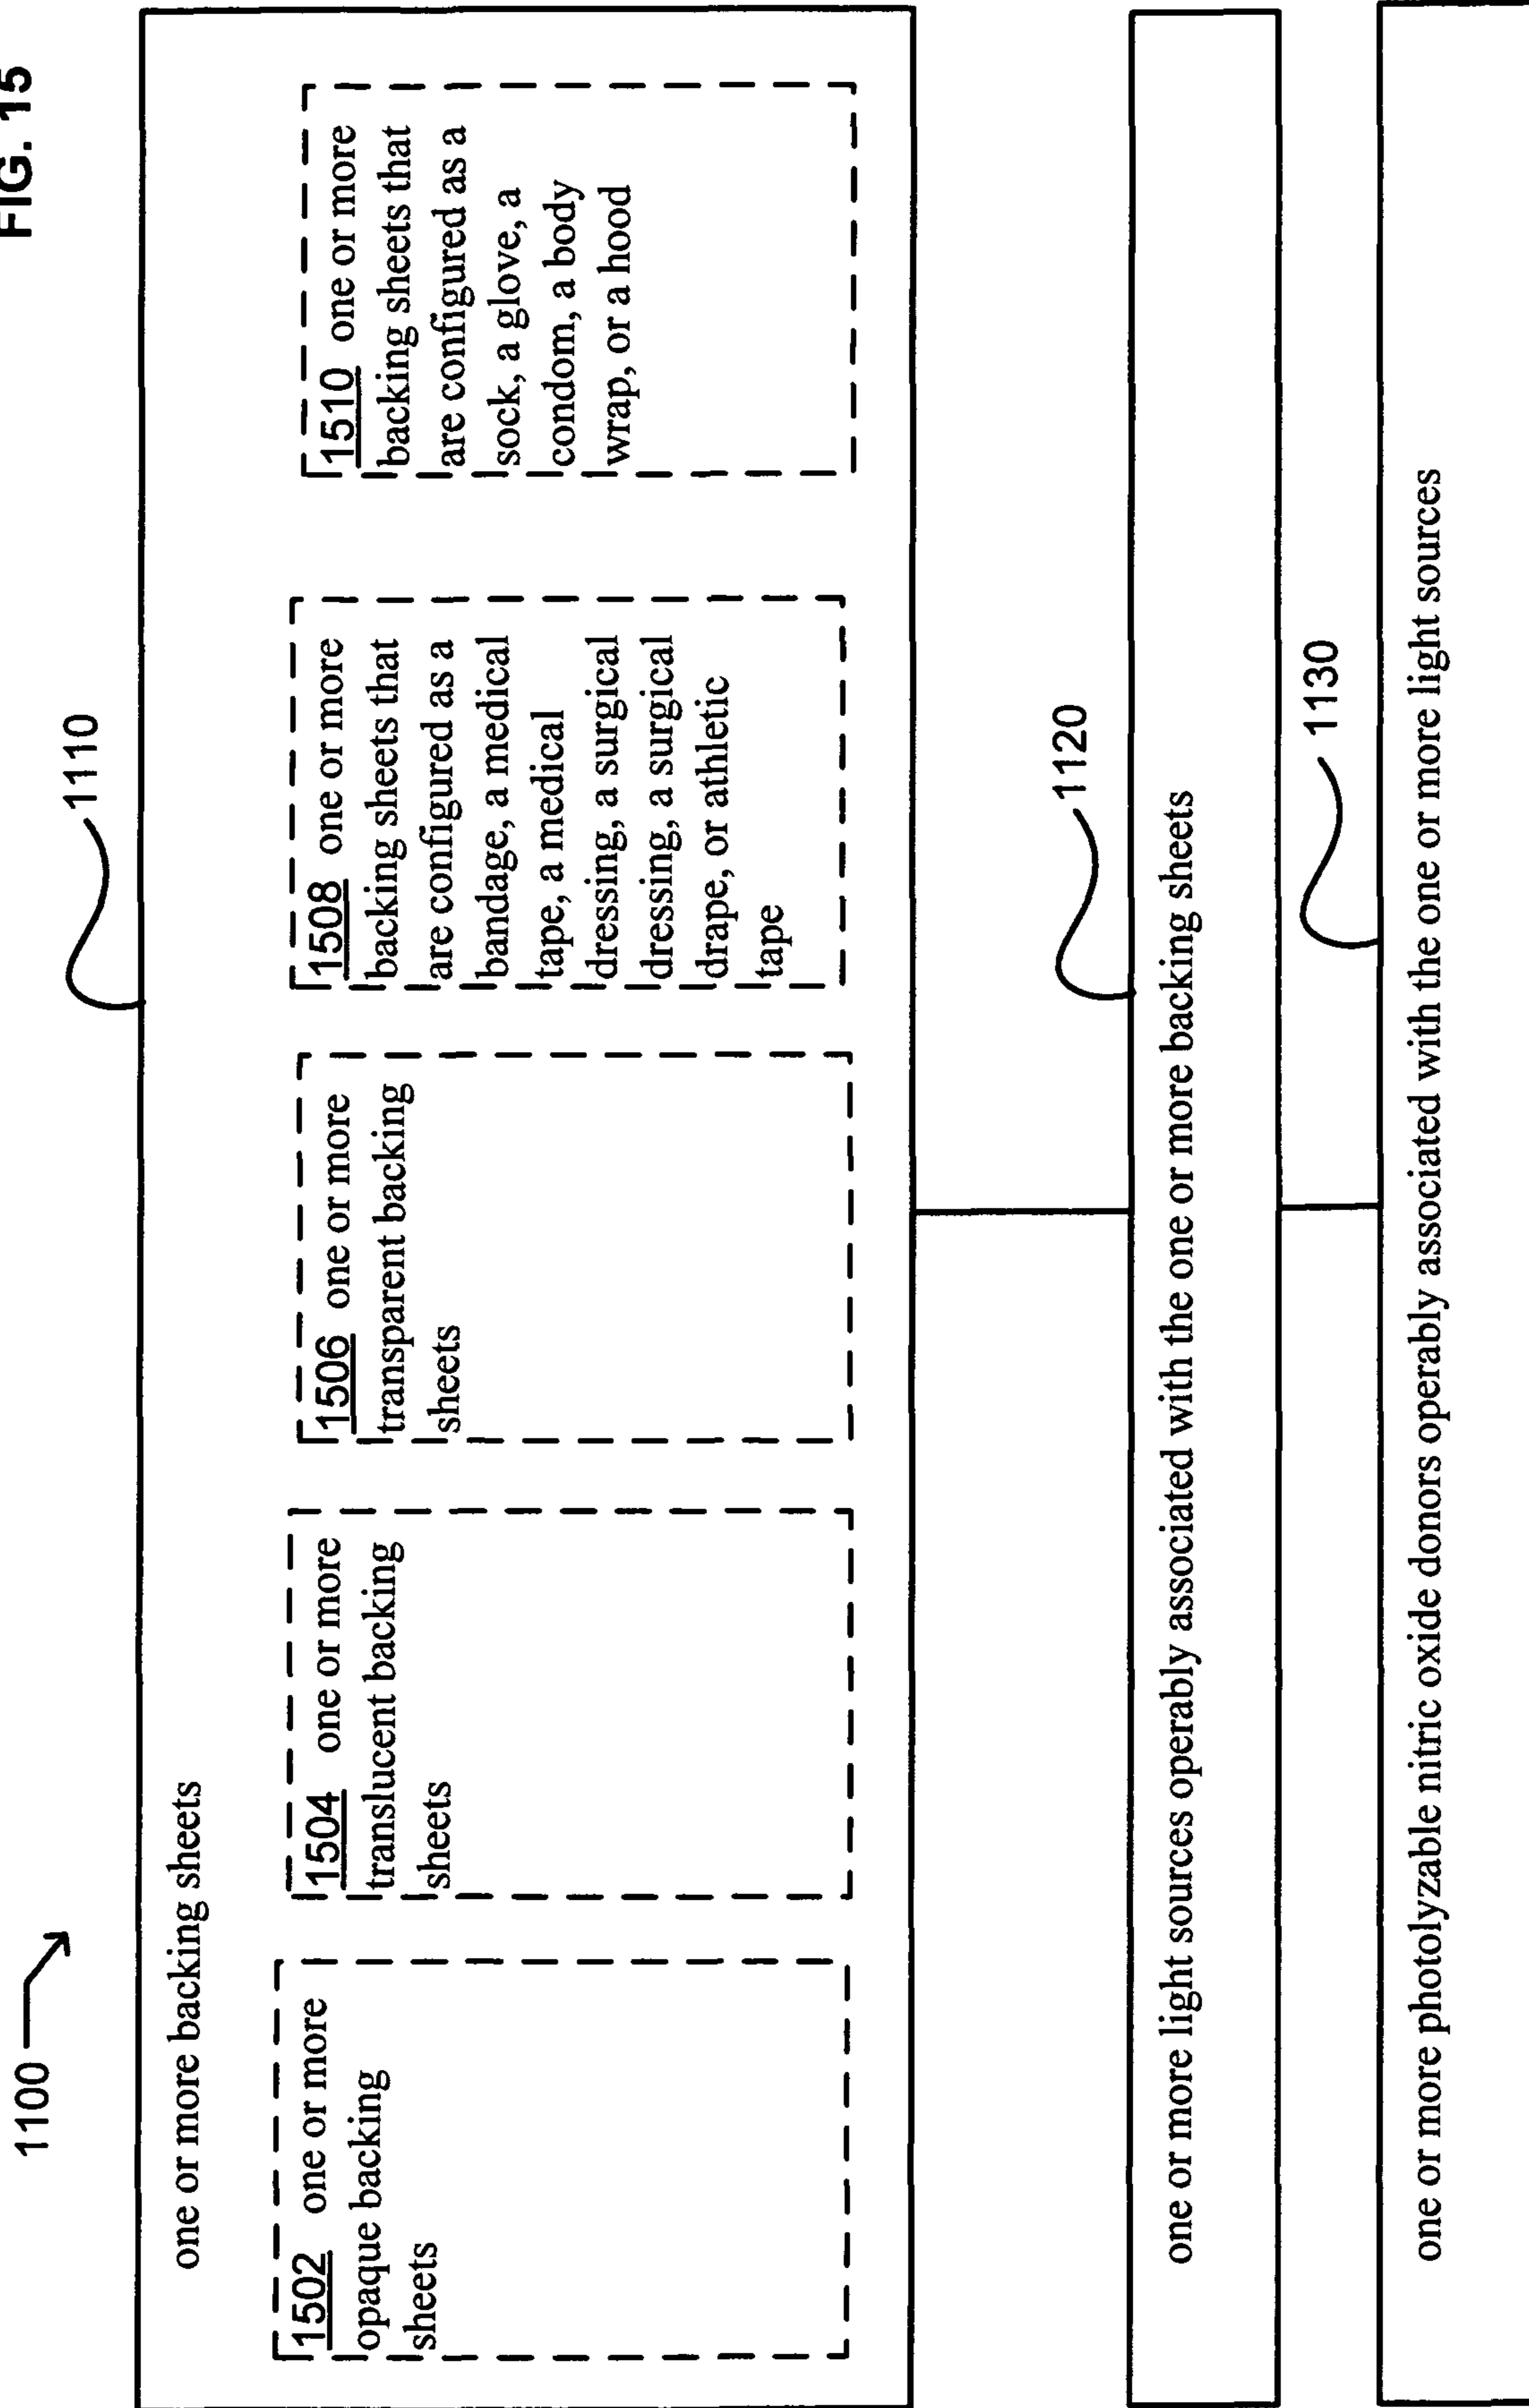 FIG. 15
1100
1110
one or more backing sheets
1502 one or more
opaque backing
sheets
1504 one or more
translucent backing
sheets
1506 one or more
transparent backing
sheets
1508 one or more
backing sheets that
are configured as a
bandage, a medical
tape, a medical
dressing, a surgical
dressing, a surgical
drape, or athletic
tape
1510 one or more
backing sheets that
are configured as a
sock, a glove, a
condom, a body
wrap, or a hood
1120
one or more light sources operably associated with the one or more backing sheets
1130
one or more photolyzable nitric oxide donors operably associated with the one or more light sources